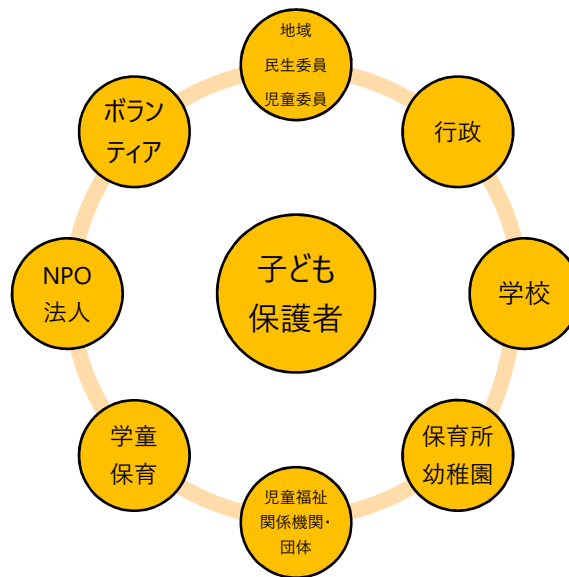 地域
民生委員
児童委員
行政
学校
保育所
幼稚園
児童福祉
関係機関・
団体
学童
保育
NPO
法人
ボラン
ティア
子ども
保護者